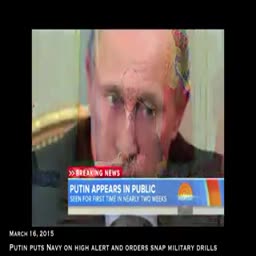 BREAKING NEWS
PUTIN APPEARS IN PUBLIC
SEEN FOR FIRST TIME IN NEARLY TWO WEEKS
March 16, 2015
Putin puts Navy on high alert and orders snap military drills